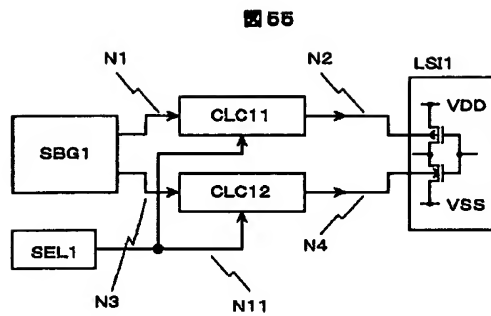 図55
N1
N2
LSI1
CLC11
VDD
SBG1
CLC12
VSS
SEL1
N3
N4
N11